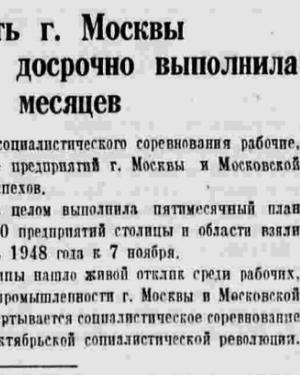 ть г. Москвы
досрочно выполнила
месяцев
социалистического соревнования рабочие,
предприятий г. Москвы и Московской
спехов.
целом выполнила пятимесячный план
0 предприятий столицы и области взяли
1948 года к 7 ноября.
ппы нашло живой отклик среди рабочих,
промышленности г. Москвы и Московской
ртывается социалистическое соревнование
ктябрьской социалистической революции.